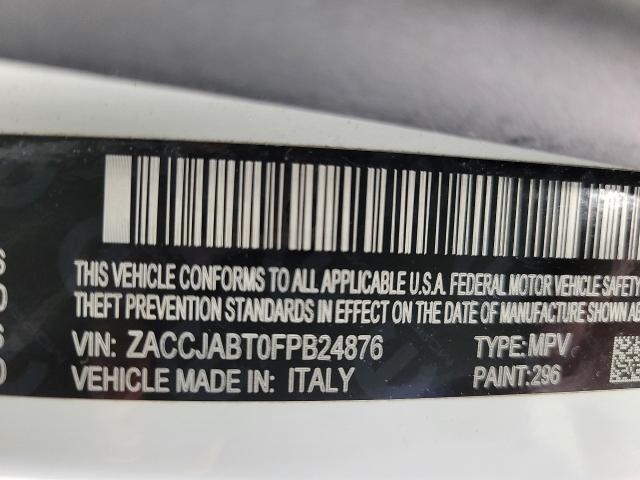 THIS VEHICLE CONFORMS TO ALL APPLICABLE U.S.A. FEDERAL MOTOR VEHICLE SAFETY
THEFT PREVENTION STANDARDS IN EFFECT ON THE DATE OF MANUFACTURE SHOWN
VIN: ZACCJABT0FPB24876 TYPE: MPV
VEHICLE MADE IN: ITALY PAINT: 296